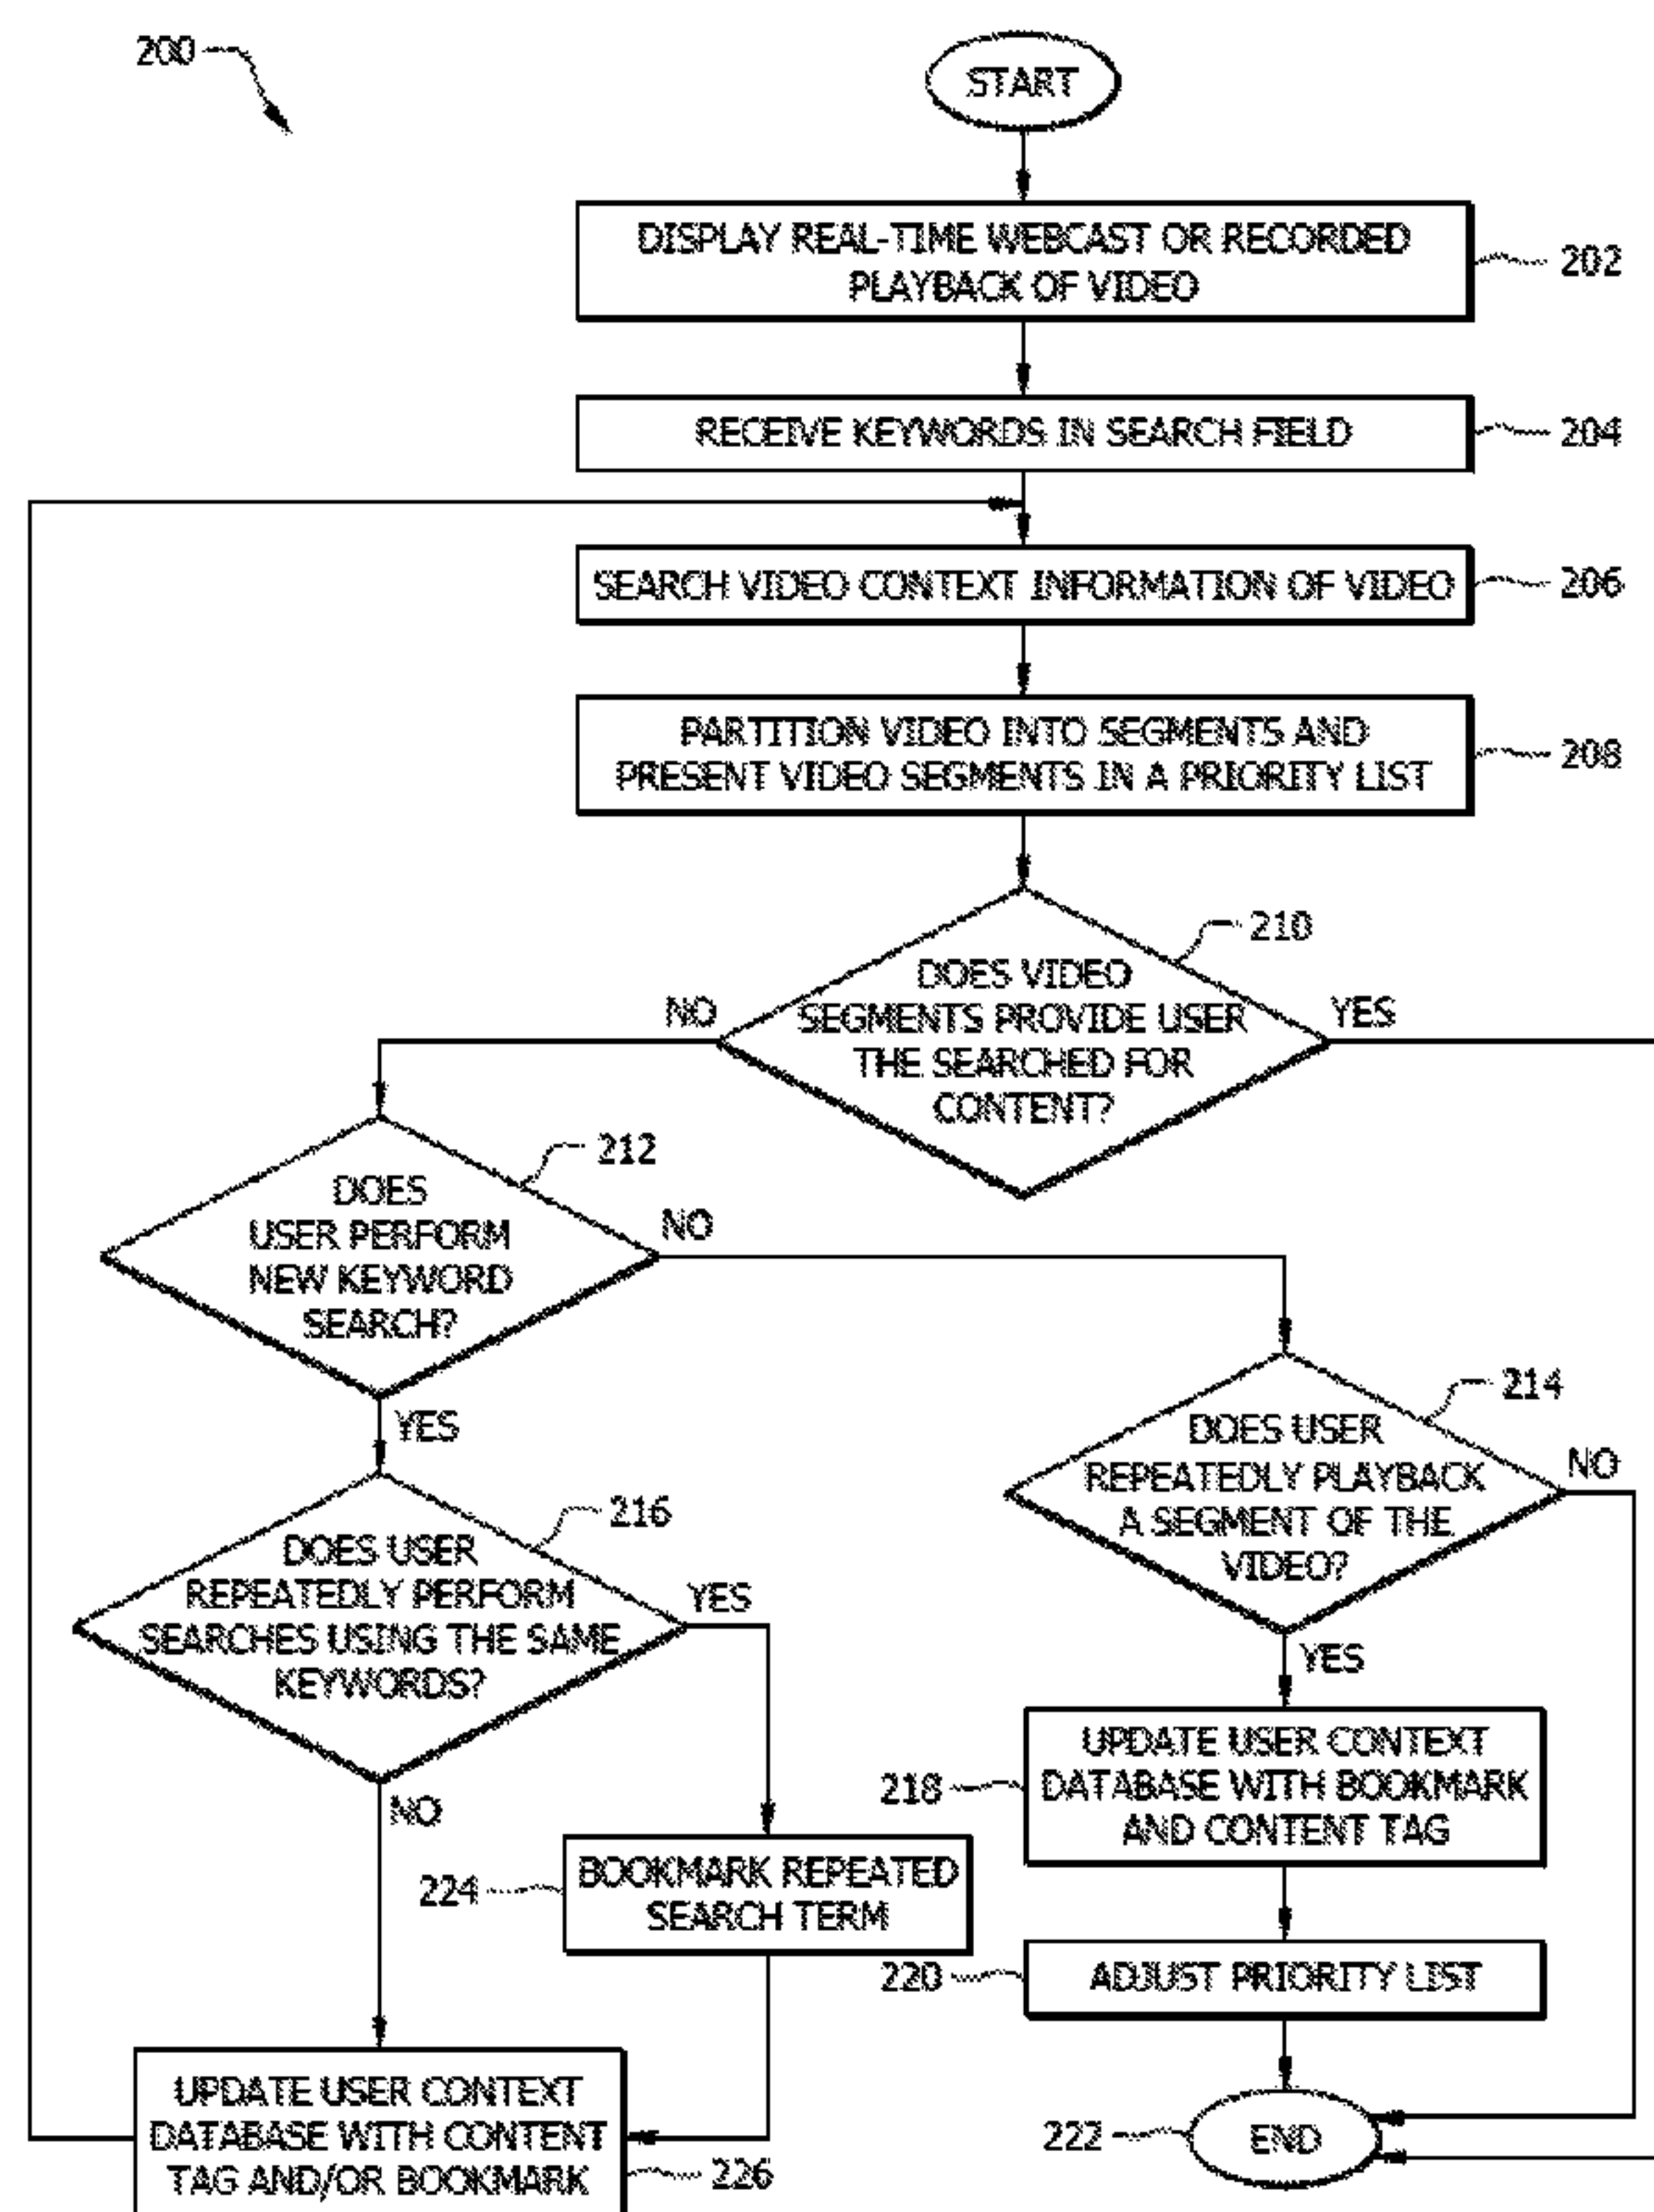 200
START
DISPLAY REAL-TIME WEBCAST OR RECORDED
PLAYBACK OF VIDEO
202
RECEIVE KEYWORDS IN SEARCH FIELD
204
SEARCH VIDEO CONTEXT INFORMATION OF VIDEO
206
PARTITION VIDEO INTO SEGMENTS AND
PRESENT VIDEO SEGMENTS IN A PRIORITY LIST
208
210
DOES VIDEO
SEGMENTS PROVIDE USER
THE SEARCHED FOR
CONTENT?
NO
YES
212
DOES
USER PERFORM
NEW KEYWORD
SEARCH?
NO
YES
214
DOES USER
REPEATEDLY PLAYBACK
A SEGMENT OF THE
VIDEO?
NO
YES
216
DOES USER
REPEATEDLY PERFORM
SEARCHES USING THE SAME
KEYWORDS?
YES
NO
218
UPDATE USER CONTEXT
DATABASE WITH BOOKMARK
AND CONTENT TAG
224
BOOKMARK REPEATED
SEARCH TERM
220
ADJUST PRIORITY LIST
UPDATE USER CONTEXT
DATABASE WITH CONTENT
TAG AND/OR BOOKMARK
226
222
END